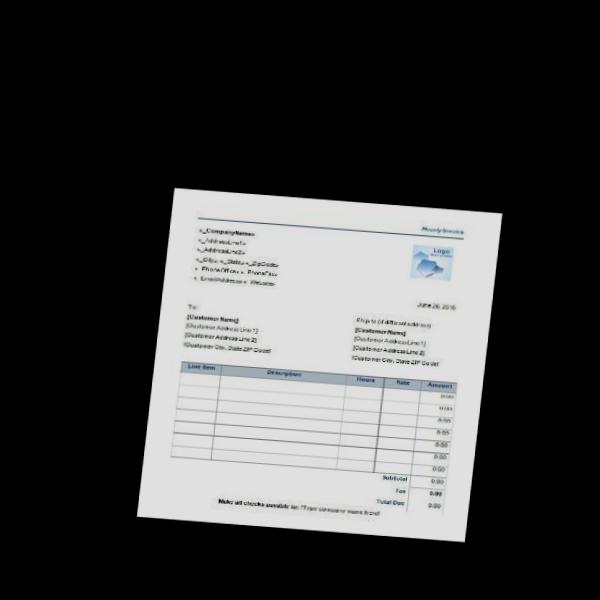 Hourly Invoice
«_CompanyName»
«_AddressLine1»
«_AddressLine2»
«_City», «_State» «_ZipCode»
«_PhoneOffice» «_PhoneFax»
«_EmailAddress» «_Website»
Logo
June 26, 2016
To:
[Customer Name]
[Customer Address Line 1]
[Customer Address Line 2]
[Customer City, State ZIP Code]
Ship to (if different address)
[Customer Name]
[Customer Address Line 1]
[Customer Address Line 2]
[Customer City, State ZIP Code]
Line Item Description Hours Rate Amount
0.00
0.00
0.00
0.00
0.00
0.00
0.00
Subtotal 0.00
Tax 0.00
Total Due 0.00
Make all checks payable to: [Type company name here]